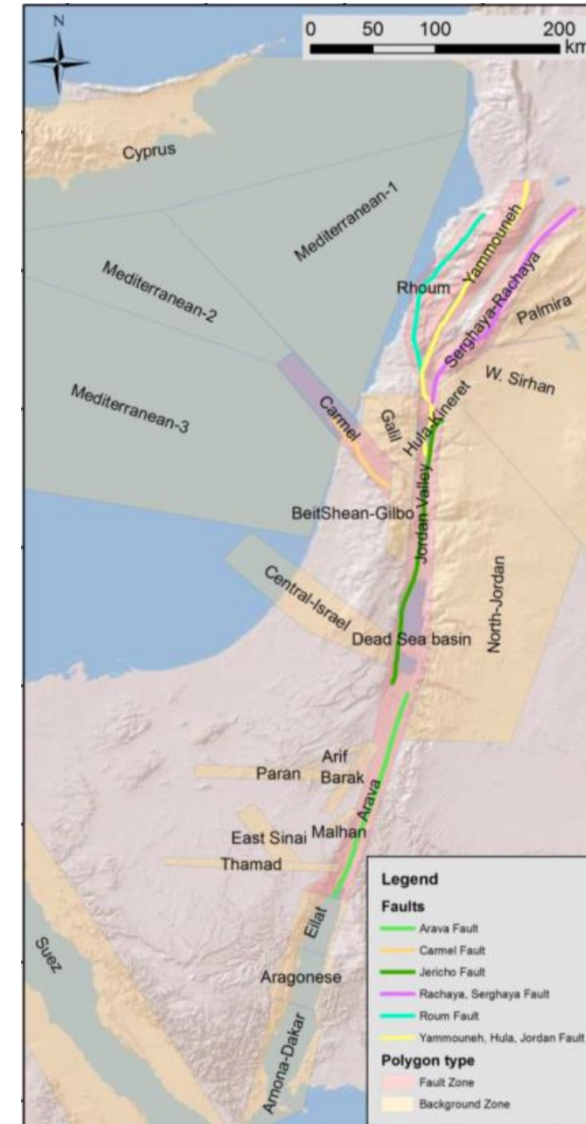 N
0 50 100 200
km
Cyprus
Mediterranean-1
Mediterranean-2
Mediterranean-3
Yammouneh
Rhoum
Serghaya-Rachaya
Palmira
W. Sirhan
Carmel
Galil
Hula-Kineret
BeitShean-Gilbo
Jordan Valley
Central-Israel
Dead Sea basin
North-Jordan
Arif
Paran
Barak
Arava
East Sinai
Malhan
Thamad
Eilat
Suez
Aragonese
Arnona-Dakar
Legend
Faults
Arava Fault
Carmel Fault
Jericho Fault
Rachaya, Serghaya Fault
Roum Fault
Yammouneh, Hula, Jordan Fault
Polygon type
Fault Zone
Background Zone